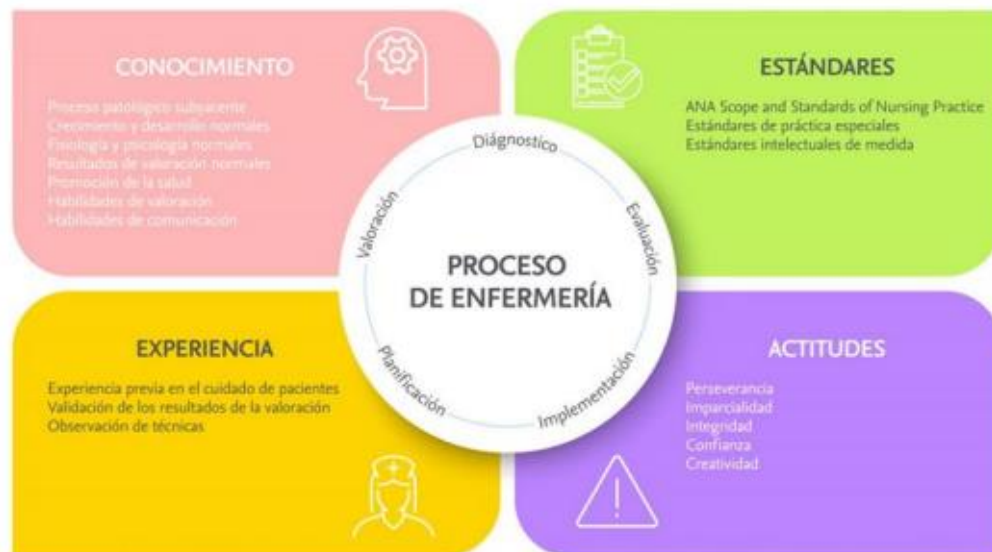 CONOCIMIENTO
Proceso patológico subyacente
Crecimiento y desarrollo normales
Fisiología y psicología normales
Resultados de valoración normales
Promoción de la salud
Habilidades de valoración
Habilidades de comunicación
ESTÁNDARES
ANA Scope and Standards of Nursing Practice
Estándares de práctica especiales
Estándares intelectuales de medida
Diágnostico
Valoración
Evaluación
PROCESO
DE ENFERMERÍA
Planificación
Implementación
EXPERIENCIA
Experiencia previa en el cuidado de pacientes
Validación de los resultados de la valoración
Observación de técnicas
ACTITUDES
Perseverancia
Imparcialidad
Integridad
Confianza
Creatividad